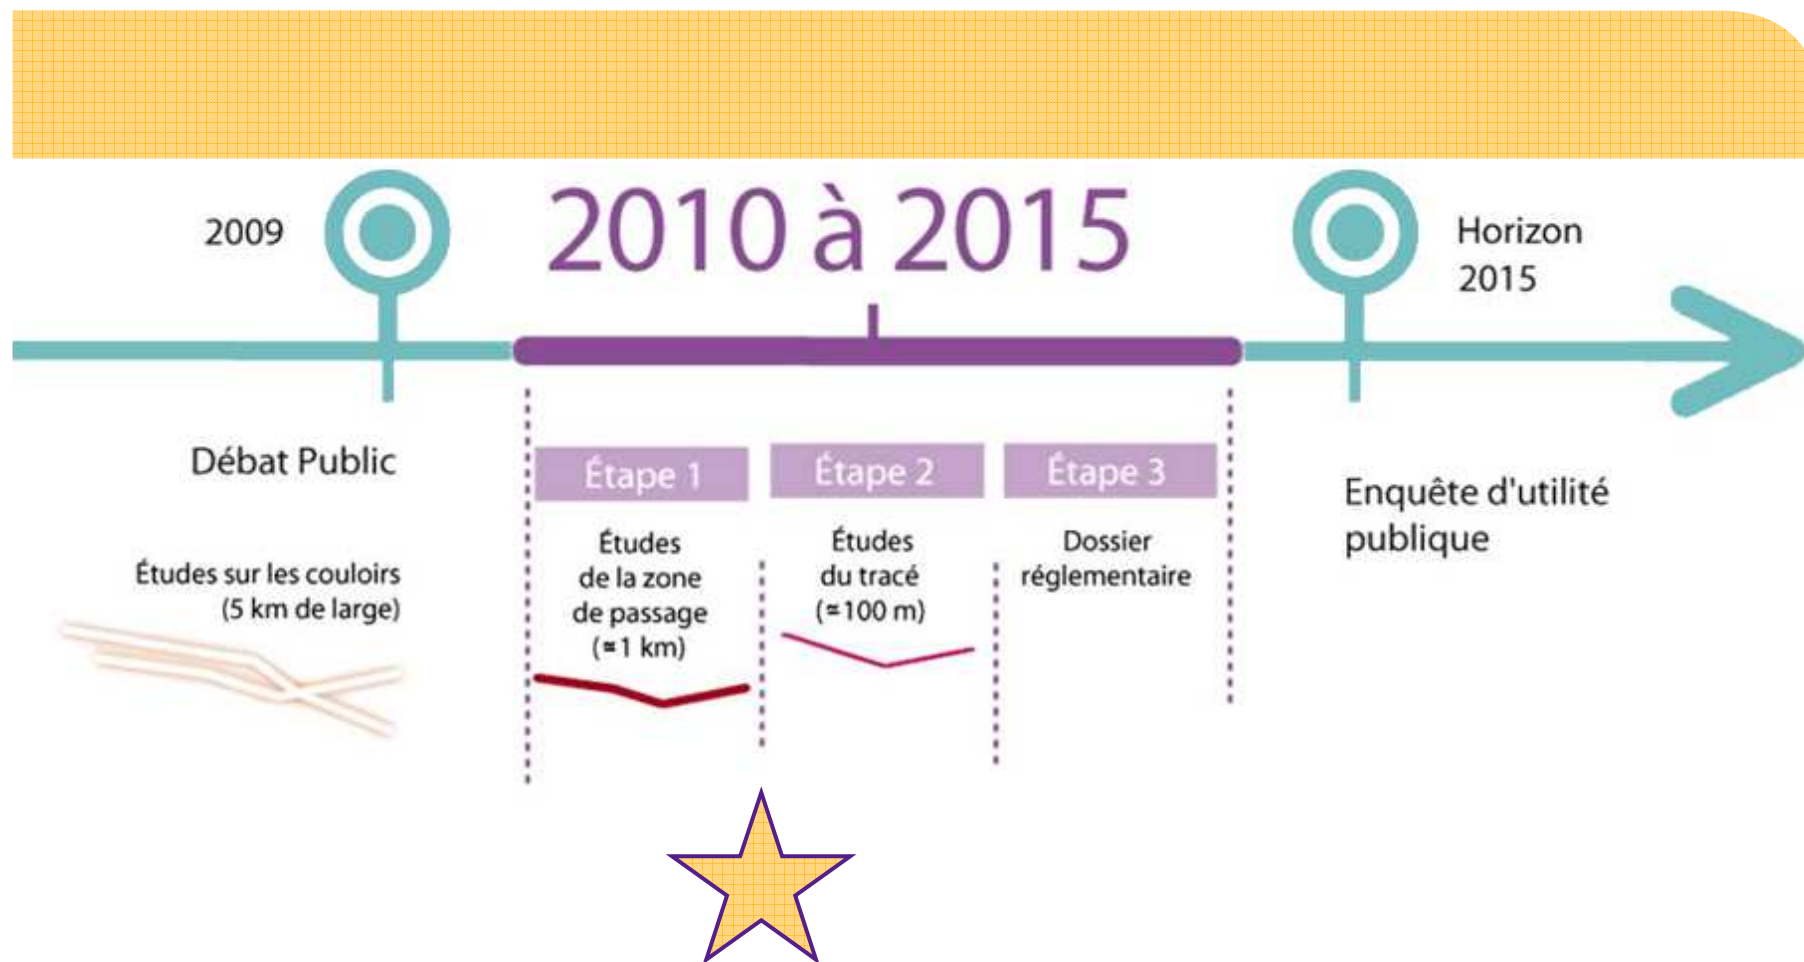 2009
2010 à 2015
Horizon
2015
Débat Public
Études sur les couloirs
(5 km de large)
Étape 1
Études
de la zone
de passage
(≈1 km)
Étape 2
Études
du tracé
(≈100 m)
Étape 3
Dossier
réglementaire
Enquête d'utilité
publique